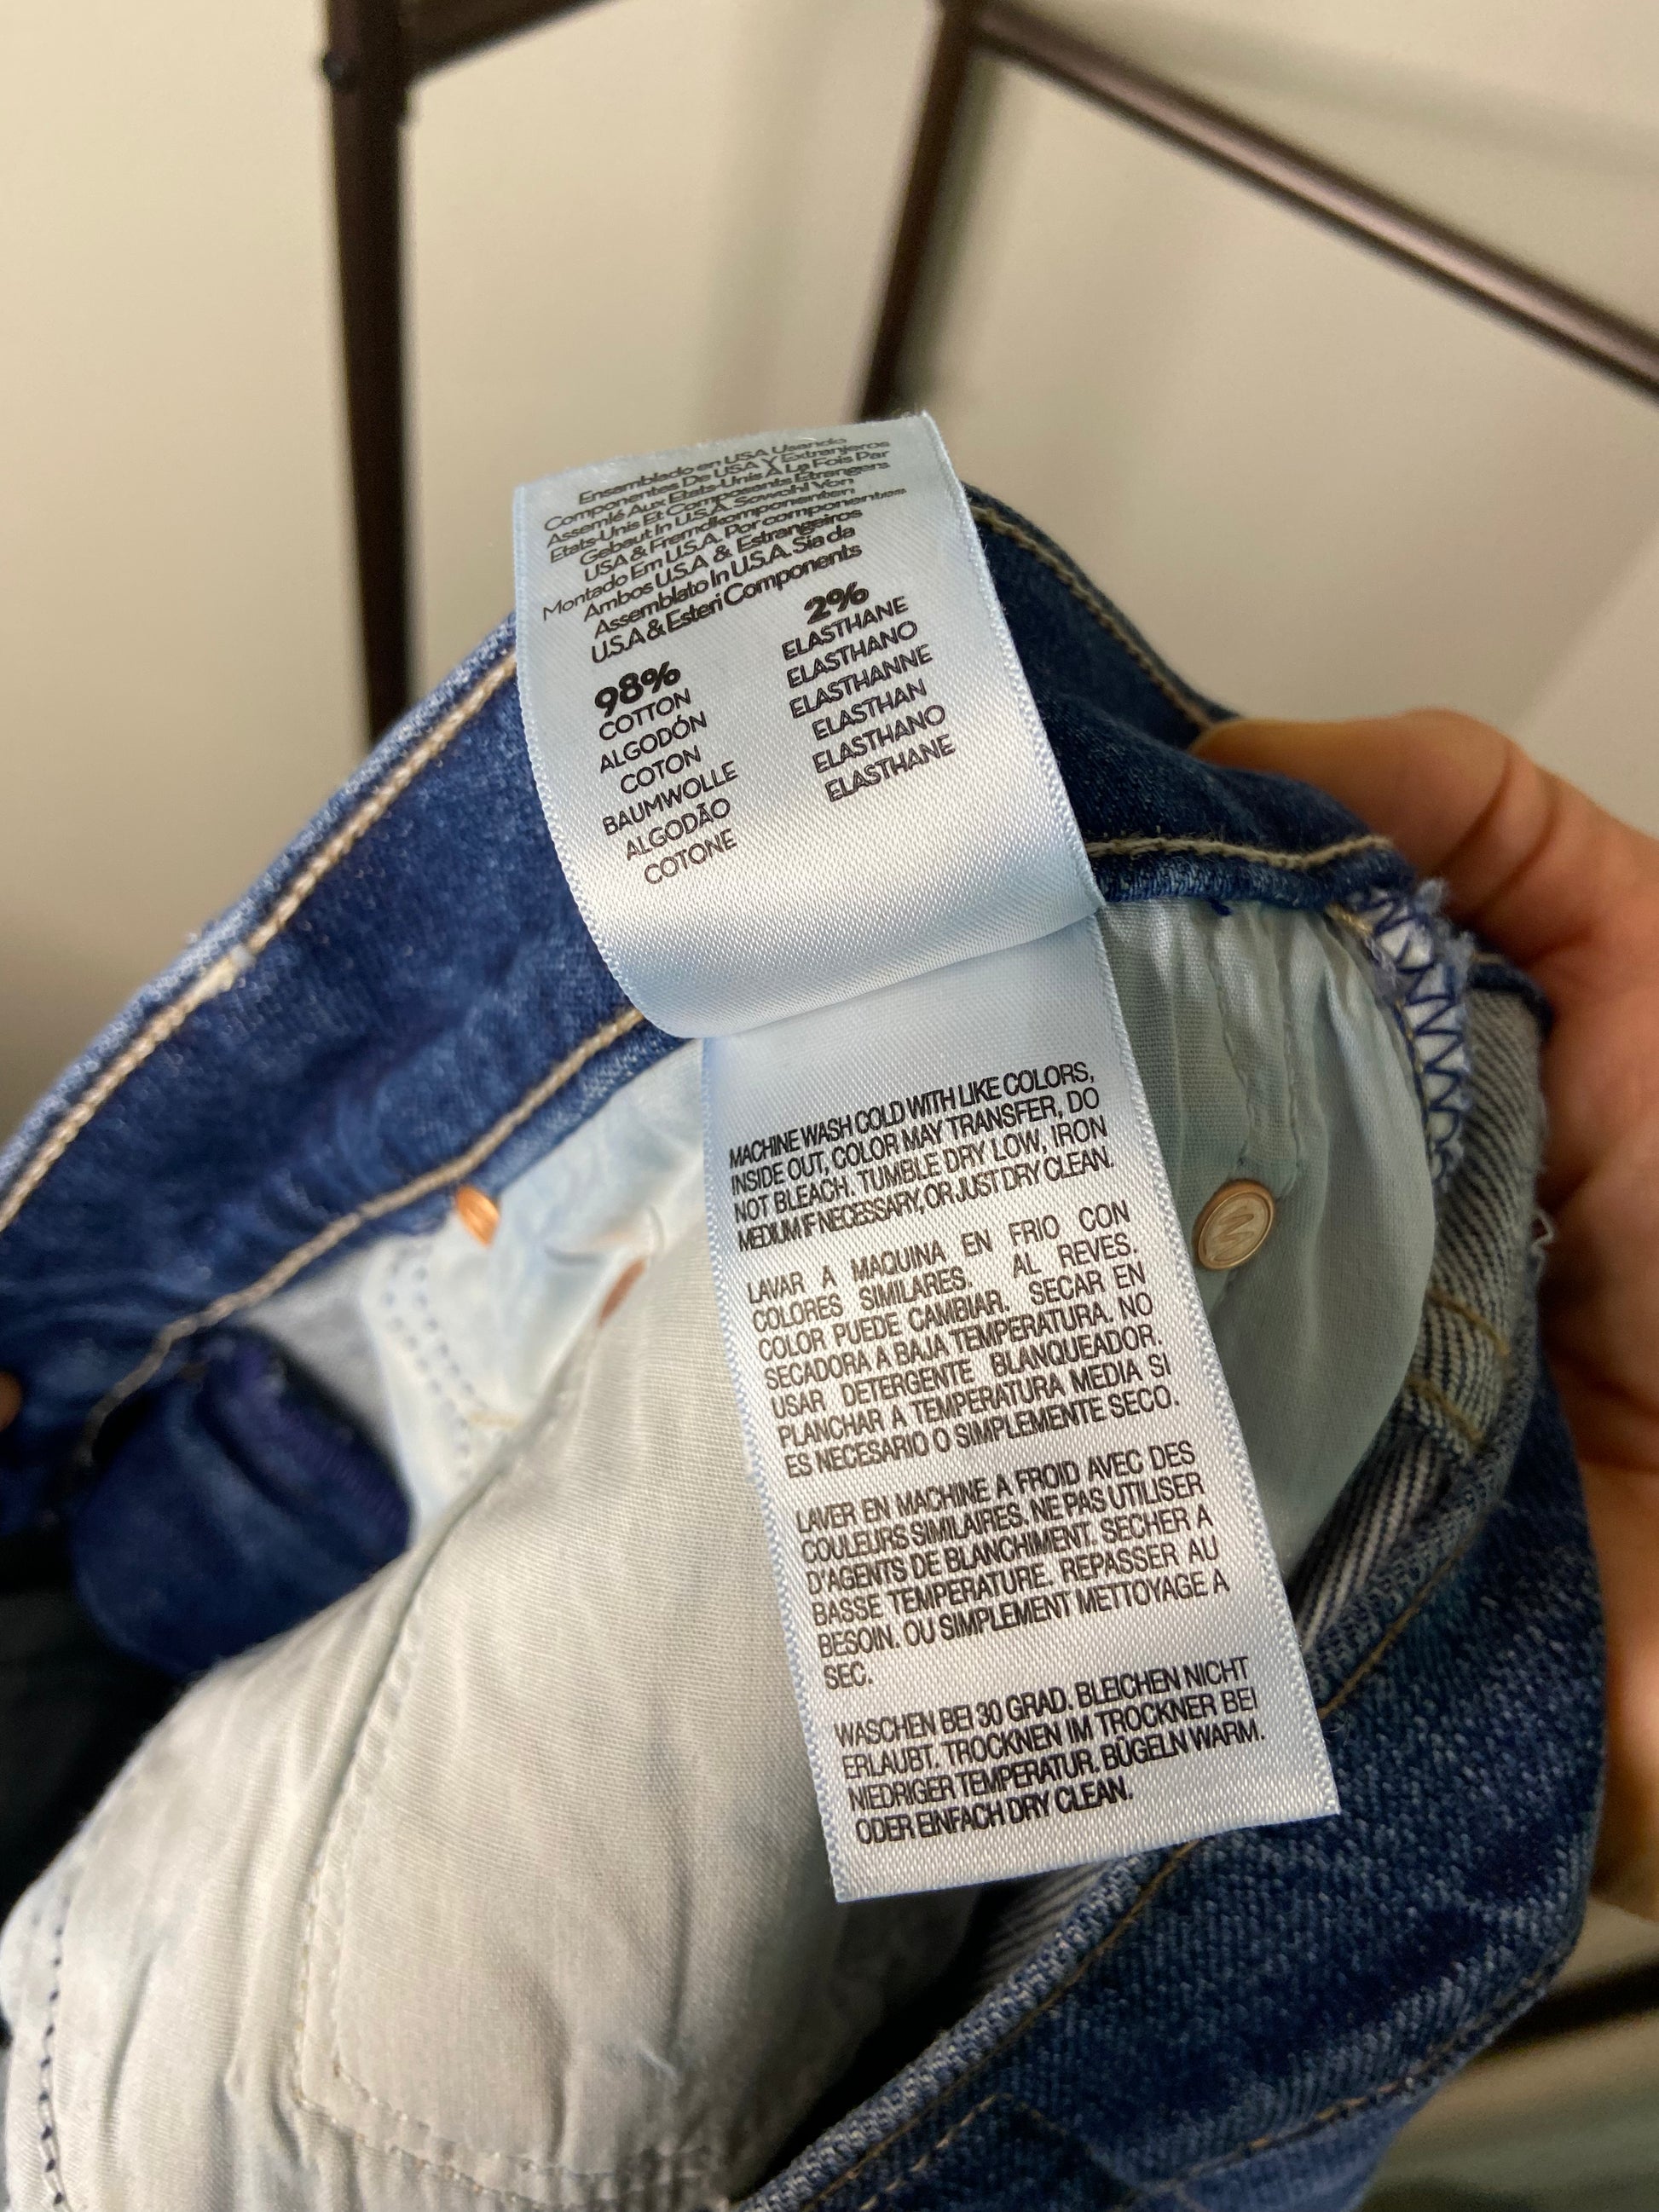 Ensamblado en USA Usando
Componentes De USA Y Extranjeros
Assemlé Aux Etats-Unis À La Fois Par
Etats-Unis Et Composants Étrangers
Gebaut In U.S.A. Sowohl Von
USA & Fremdkomponenten
Montado Em U.S.A. Por componentes
Ambos U.S.A & Estrangeiros
Assemblato In U.S.A. Sia da
U.S.A & Esteri Components
98%
COTTON
ALGODÓN
COTON
BAUMWOLLE
ALGODÃO
COTONE
2%
ELASTHANE
ELASTHANO
ELASTHANNE
ELASTHAN
ELASTHANO
ELASTHANE
MACHINE WASH COLD WITH LIKE COLORS,
INSIDE OUT, COLOR MAY TRANSFER, DO
NOT BLEACH. TUMBLE DRY LOW, IRON
MEDIUM IF NECESSARY, OR JUST DRY CLEAN.
LAVAR A MAQUINA EN FRIO CON
COLORES SIMILARES. AL REVES.
COLOR PUEDE CAMBIAR. SECAR EN
SECADORA A BAJA TEMPERATURA. NO
USAR DETERGENTE BLANQUEADOR.
PLANCHAR A TEMPERATURA MEDIA SI
ES NECESARIO O SIMPLEMENTE SECO.
LAVER EN MACHINE A FROID AVEC DES
COULEURS SIMILAIRES. NE PAS UTILISER
D'AGENTS DE BLANCHIMENT. SECHER A
BASSE TEMPERATURE. REPASSER AU
BESOIN. OU SIMPLEMENT METTOYAGE A
SEC.
WASCHEN BEI 30 GRAD. BLEICHEN NICHT
ERLAUBT. TROCKNEN IM TROCKNER BEI
NIEDRIGER TEMPERATUR. BÜGELN WARM.
ODER EINFACH DRY CLEAN.